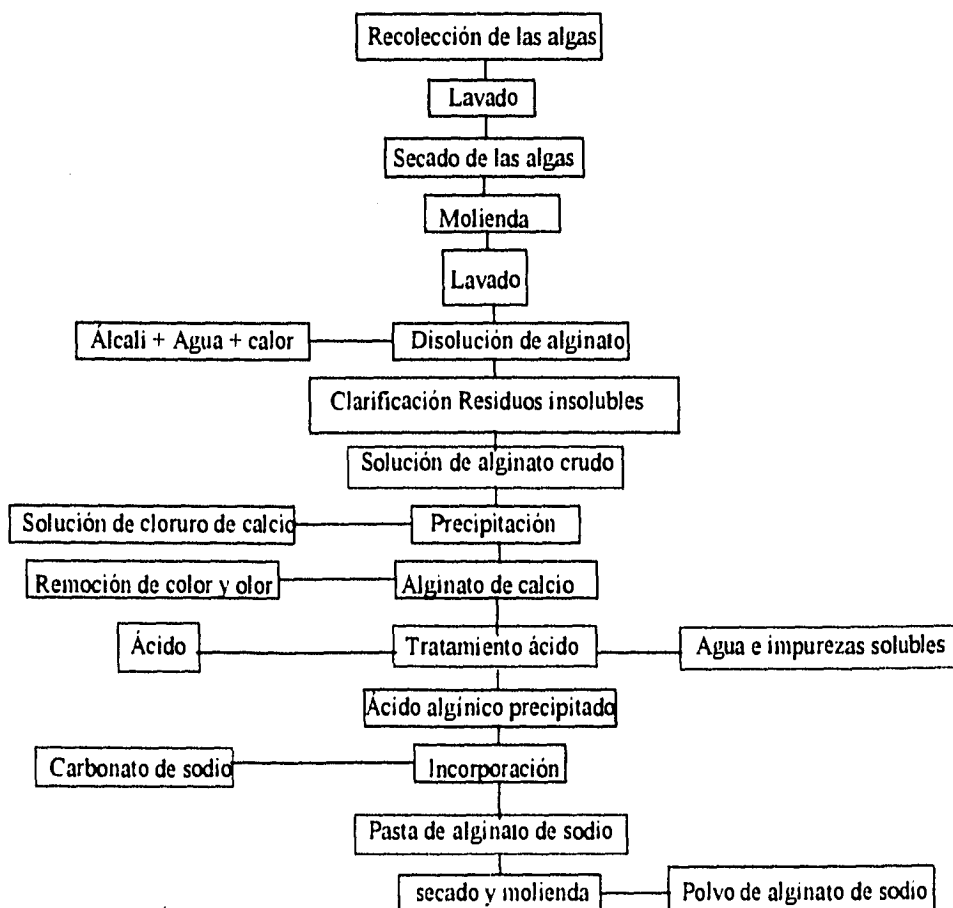 Recolección de las algas
Lavado
Secado de las algas
Molienda
Lavado
Álcali + Agua + calor
Disolución de alginato
Clarificación Residuos insolubles
Solución de alginato crudo
Solución de cloruro de calcio
Precipitación
Remoción de color y olor
Alginato de calcio
Ácido
Tratamiento ácido
Agua e impurezas solubles
Ácido algínico precipitado
Carbonato de sodio
Incorporación
Pasta de alginato de sodio
secado y molienda
Polvo de alginato de sodio